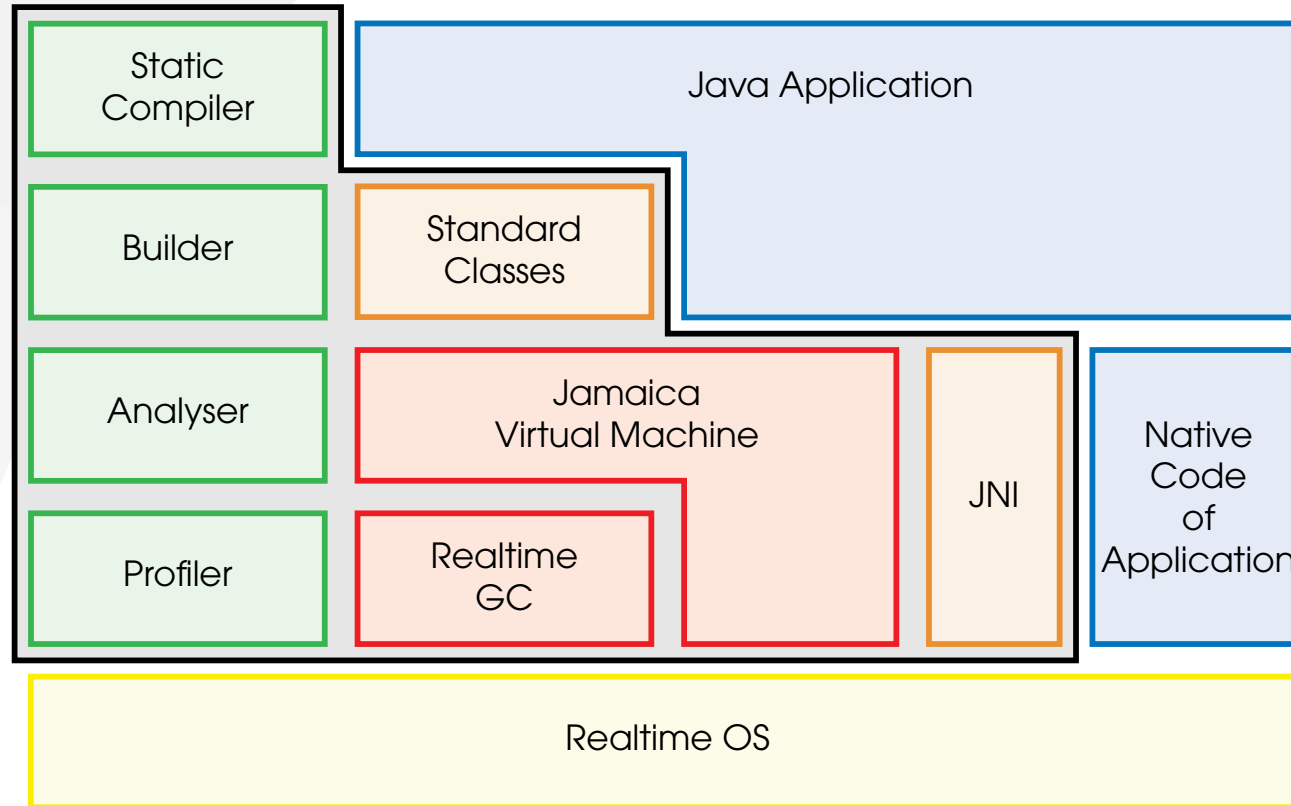 Static
Compiler
Java Application
Builder
Standard
Classes
Analyser
Jamaica
Virtual Machine
JNI
Native
Code
of
Application
Profiler
Realtime
GC
Realtime OS